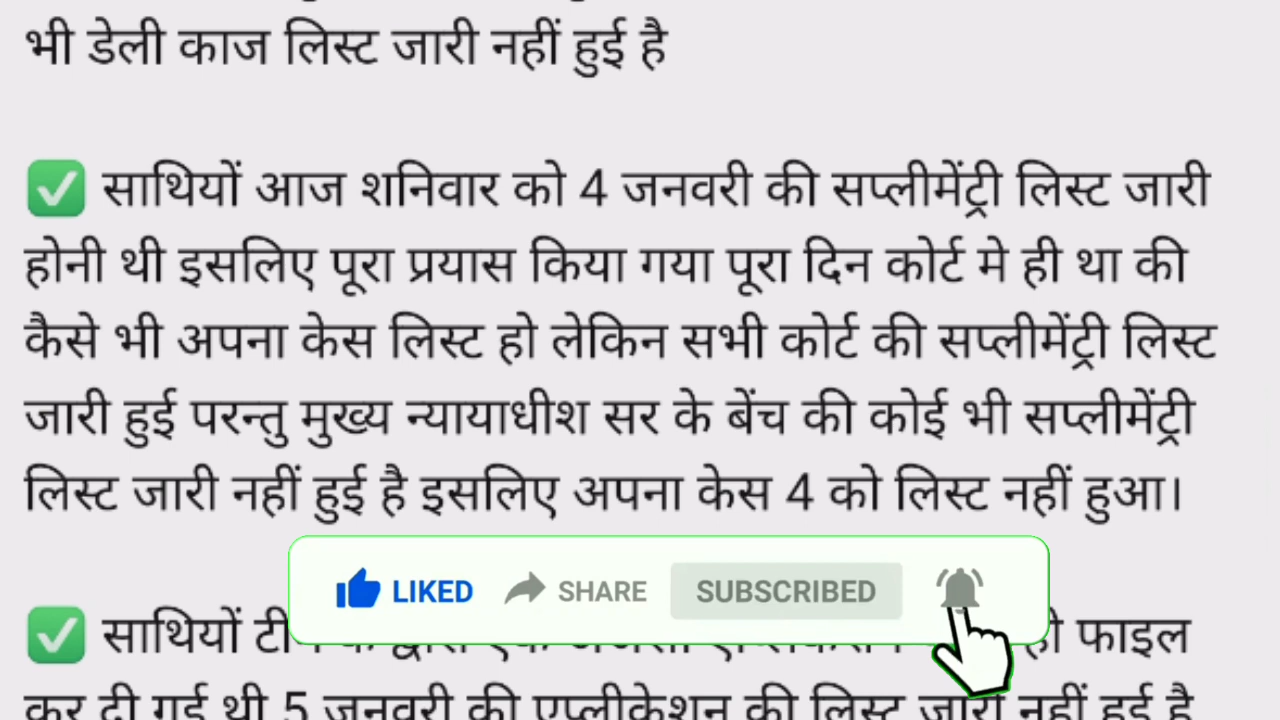 भी डेली काज लिस्ट जारी नहीं हुई है
✅ साथियों आज शनिवार को 4 जनवरी की सप्लीमेंट्री लिस्ट जारी
होनी थी इसलिए पूरा प्रयास किया गया पूरा दिन कोर्ट मे ही था की
कैसे भी अपना केस लिस्ट हो लेकिन सभी कोर्ट की सप्लीमेंट्री लिस्ट
जारी हुई परन्तु मुख्य न्यायाधीश सर के बेंच की कोई भी सप्लीमेंट्री
लिस्ट जारी नहीं हुई है इसलिए अपना केस 4 को लिस्ट नहीं हुआ।
LIKED SHARE SUBSCRIBED
✅ साथियों फाइल
कर दी गई थी 5 जनवरी की एप्लीकेशन की लिस्ट जारी नहीं हुई है